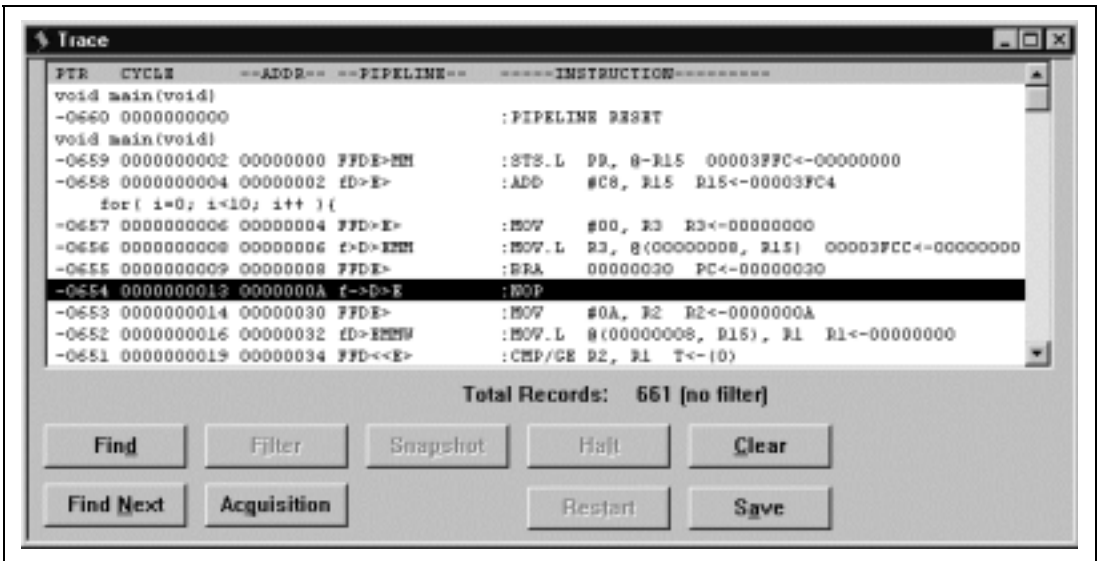 Trace
PTR CYCLE --ADDR-- --PIPELINE-- -----INSTRUCTION---------
void main(void)
-0660 0000000000 :PIPELINE RESET
void main(void)
-0659 0000000002 00000000 FFDE>MM :STS.L PR, @-R15 00003FFC<-00000000
-0658 0000000004 00000002 fD>E> :ADD #C8, R15 R15<-00003FC4
for( i=0; i<10; i++ ){
-0657 0000000006 00000004 FFD>E> :MOV #00, R3 R3<-00000000
-0656 0000000008 00000006 f>D>EMM :MOV.L R3, @(00000008, R15) 00003FCC<-00000000
-0655 0000000009 00000008 FFDE> :BRA 00000030 PC<-00000030
-0654 0000000013 0000000A f->D>E :NOP
-0653 0000000014 00000030 FFDE> :MOV #0A, R2 R2<-0000000A
-0652 0000000016 00000032 fD>EMMW :MOV.L @(00000008, R15), R1 R1<-00000000
-0651 0000000019 00000034 FFD<<E> :CMP/GE R2, R1 T<-(0)
Total Records: 661 (no filter)
Find Filter Snapshot Halt Clear
Find Next Acquisition Restart Save